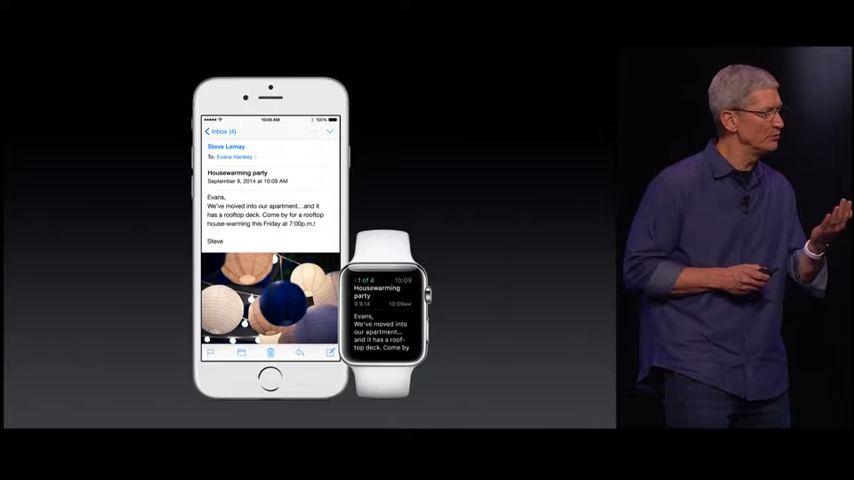 10:09 AM
100%
Inbox (4)
Steve Lemay
To: Evans Hankey
Housewarming party
September 9, 2014 at 10:09 AM
Evans,
We've moved into our apartment...and it
has a rooftop deck. Come by for a rooftop
house-warming this Friday at 7:00p.m.!
Steve
1 of 4
10:09
Housewarming
party
9.9.14
10:09AM
Evans,
We've moved into
our apartment...
and it has a roof-
top deck. Come by